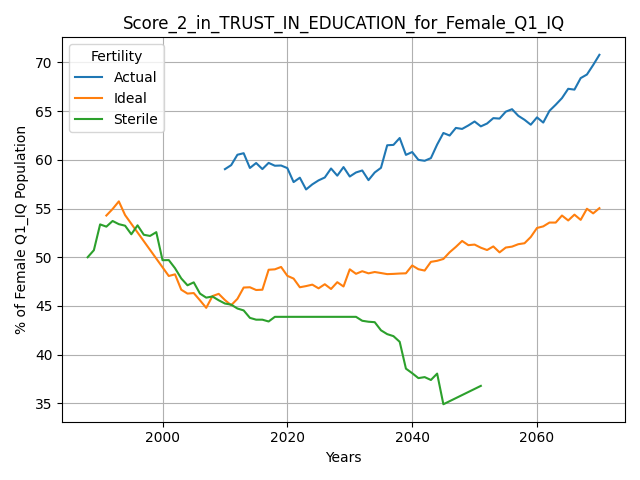 Score_2_in_TRUST_IN_EDUCATION_for_Female_Q1_IQ
Fertility
Actual
Ideal
Sterile
% of Female Q1_IQ Population
70
65
60
55
50
45
40
35
2000
2020
2040
2060
Years